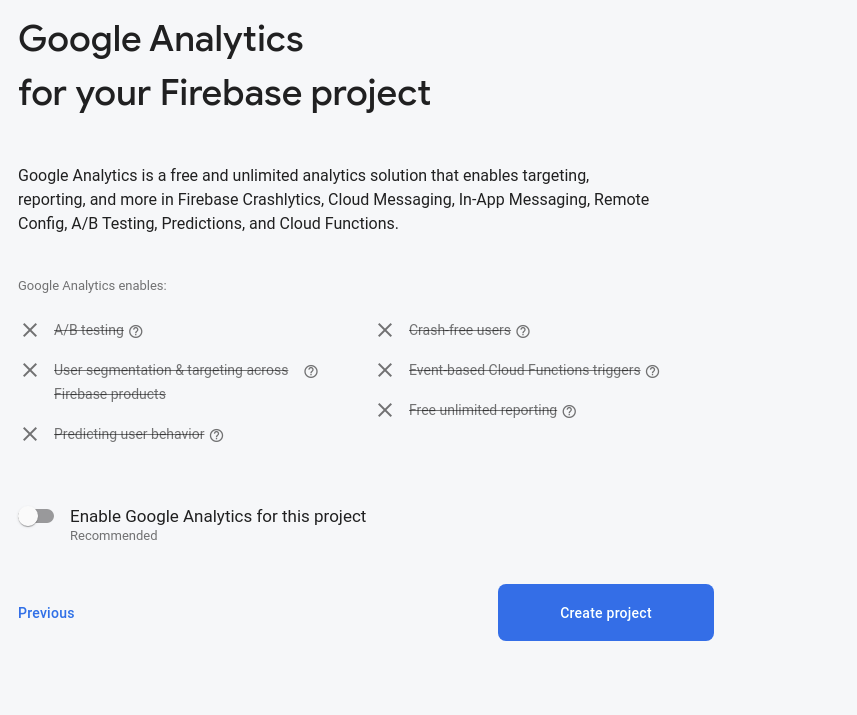 Google Analytics
for your Firebase project
Google Analytics is a free and unlimited analytics solution that enables targeting,
reporting, and more in Firebase Crashlytics, Cloud Messaging, In-App Messaging, Remote
Config, A/B Testing, Predictions, and Cloud Functions.
Google Analytics enables:
A/B testing
User segmentation & targeting across
Firebase products
Predicting user behavior
Crash-free users
Event-based Cloud Functions triggers
Free unlimited reporting
Enable Google Analytics for this project
Recommended
Previous
Create project